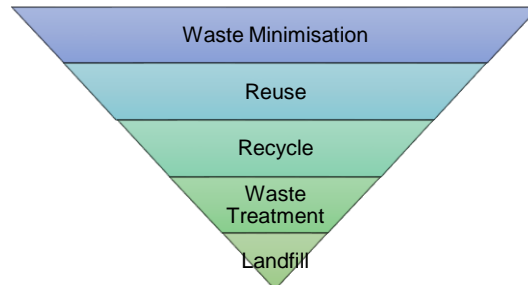 Waste Minimisation
Reuse
Recycle
Waste
Treatment
Landfill